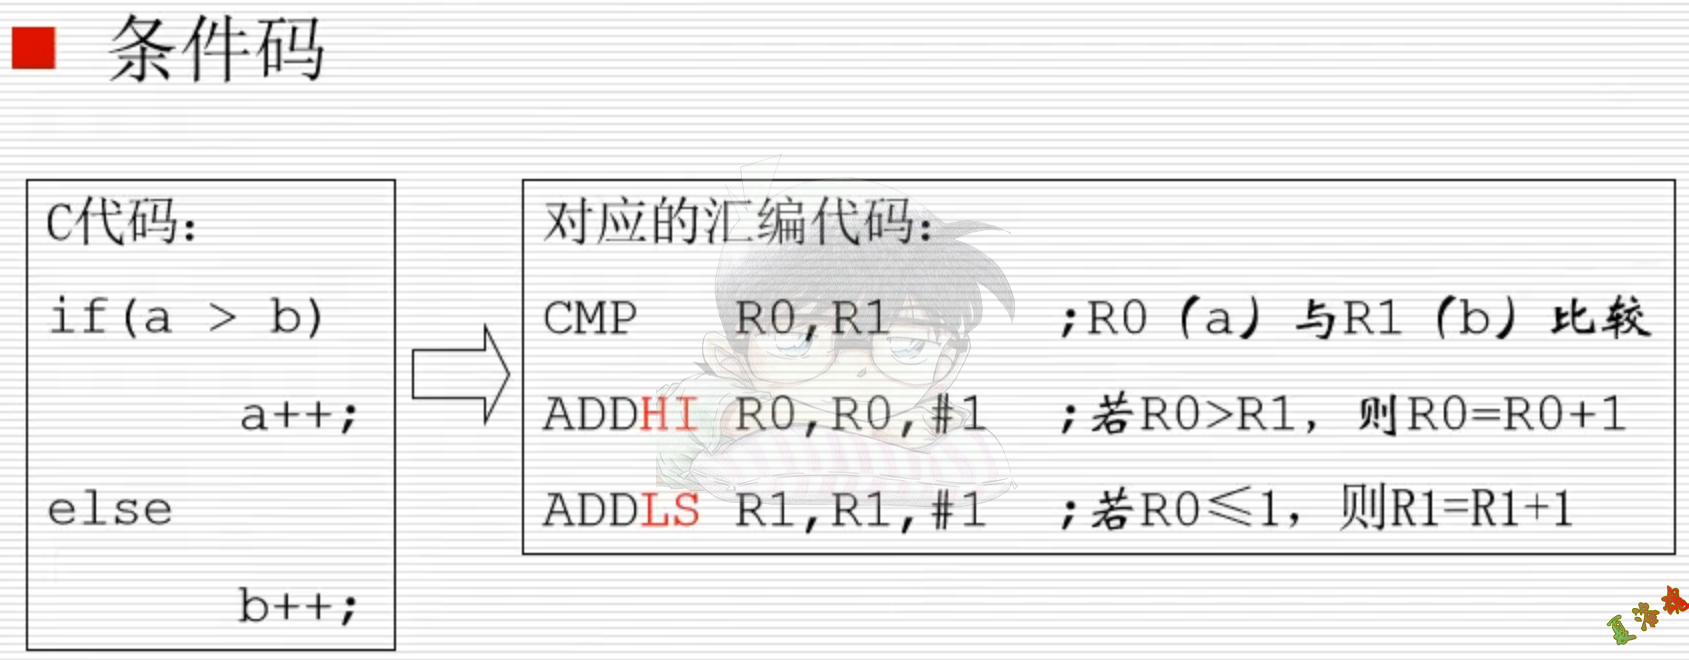 条件码
C代码：
if(a > b)
a++;
else
b++;
对应的汇编代码：
CMP R0,R1 ;R0（a）与R1（b）比较
ADDHI R0,R0,#1 ;若R0>R1，则R0=R0+1
ADDLS R1,R1,#1 ;若R0≤1，则R1=R1+1